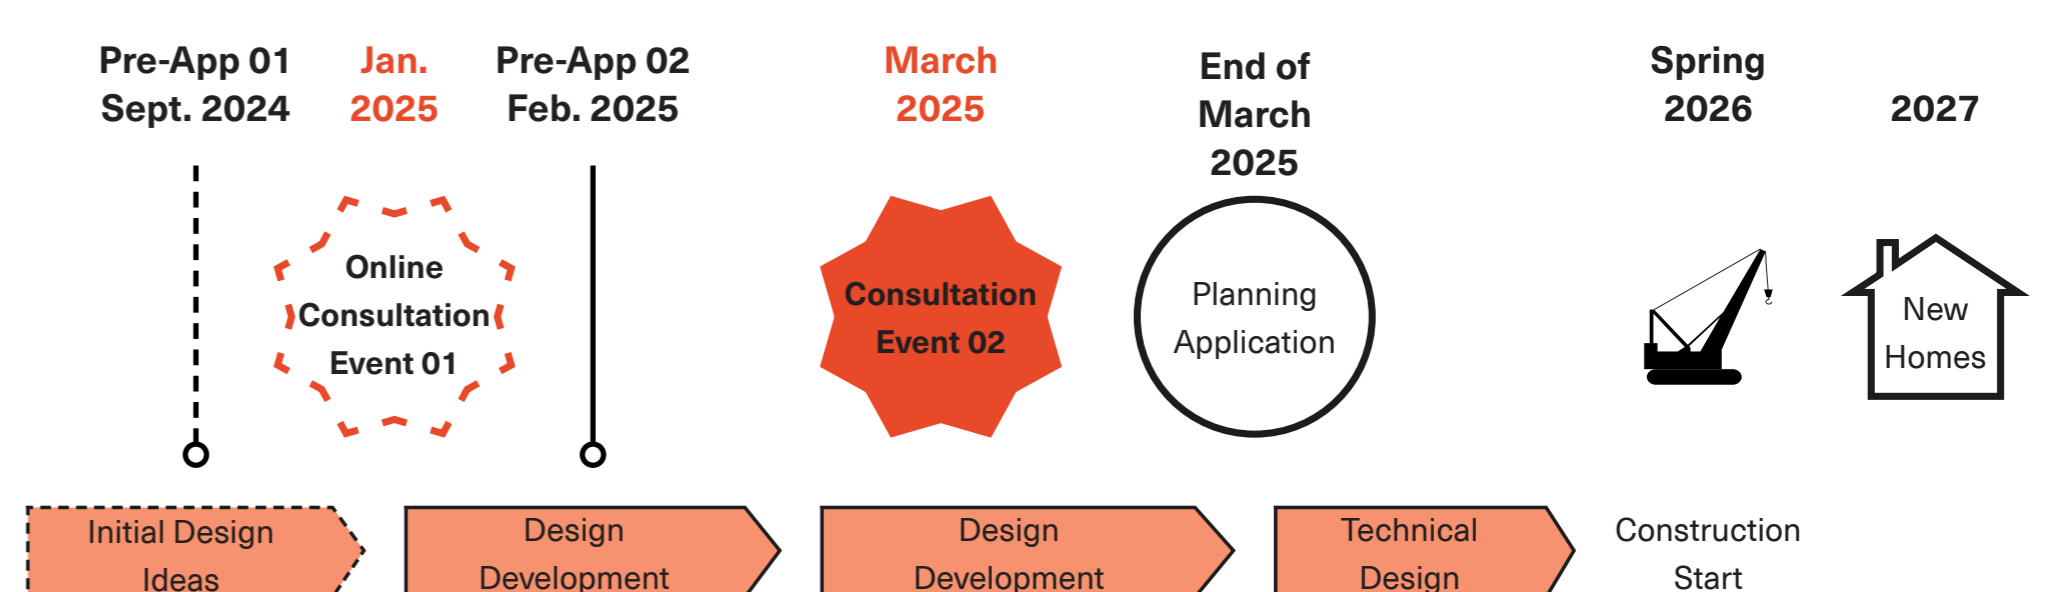 Pre-App 01
Sept. 2024
Jan.
2025
Pre-App 02
Feb. 2025
March
2025
End of
March
2025
Spring
2026
2027
Online
Consultation
Event 01
Consultation
Event 02
Planning
Application
New
Homes
Initial Design
Ideas
Design
Development
Design
Development
Technical
Design
Construction
Start